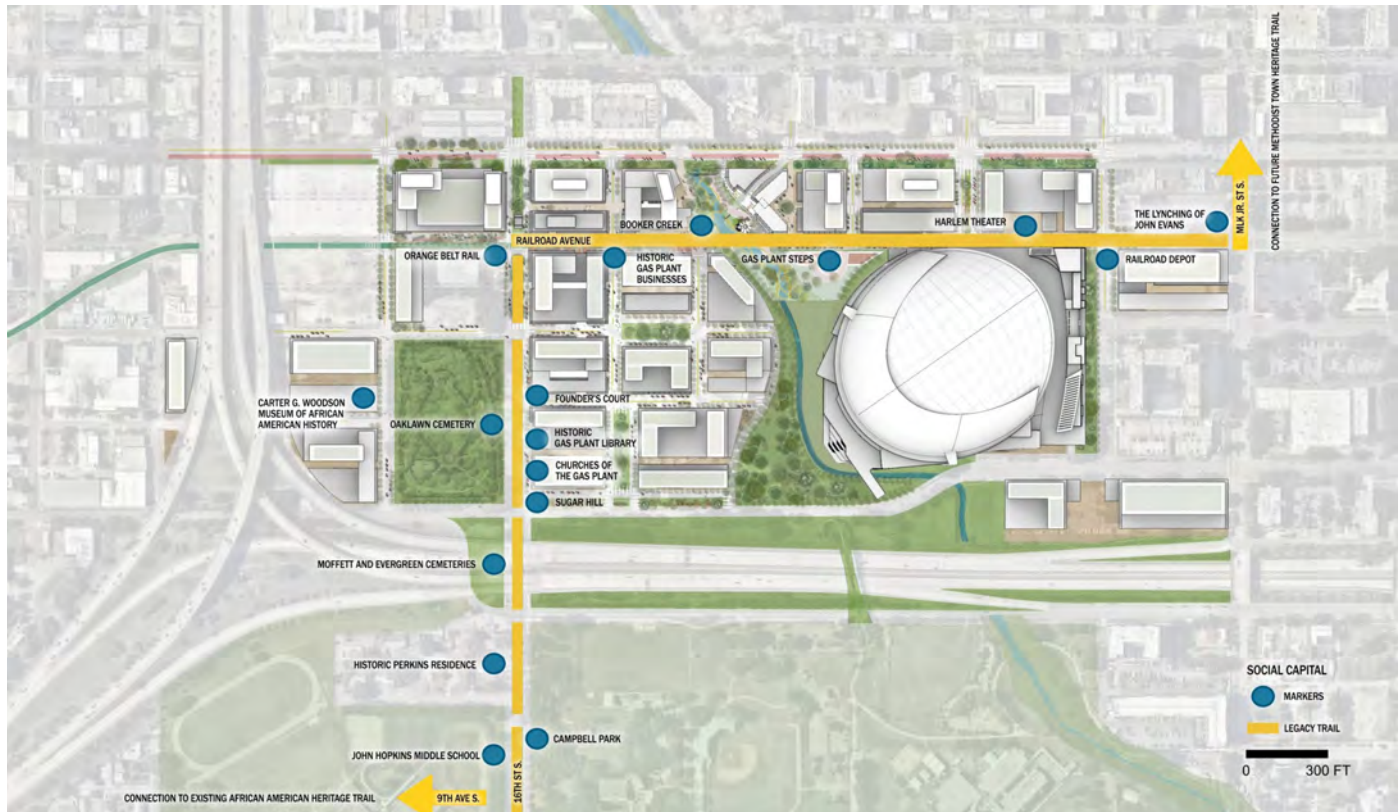 CONNECTION TO FUTURE METHODIST TOWN HERITAGE TRAIL
MLK JR. ST S.
BOOKER CREEK
HARLEM THEATER
THE LYNCHING OF
JOHN EVANS
RAILROAD AVENUE
ORANGE BELT RAIL
HISTORIC
GAS PLANT
BUSINESSES
GAS PLANT STEPS
RAILROAD DEPOT
CARTER G. WOODSON
MUSEUM OF AFRICAN
AMERICAN HISTORY
FOUNDER'S COURT
OAKLAWN CEMETERY
HISTORIC
GAS PLANT LIBRARY
CHURCHES OF
THE GAS PLANT
SUGAR HILL
MOFFETT AND EVERGREEN CEMETERIES
HISTORIC PERKINS RESIDENCE
CAMPBELL PARK
JOHN HOPKINS MIDDLE SCHOOL
16TH ST S.
CONNECTION TO EXISTING AFRICAN AMERICAN HERITAGE TRAIL
9TH AVE S.
SOCIAL CAPITAL
MARKERS
LEGACY TRAIL
0 300 FT